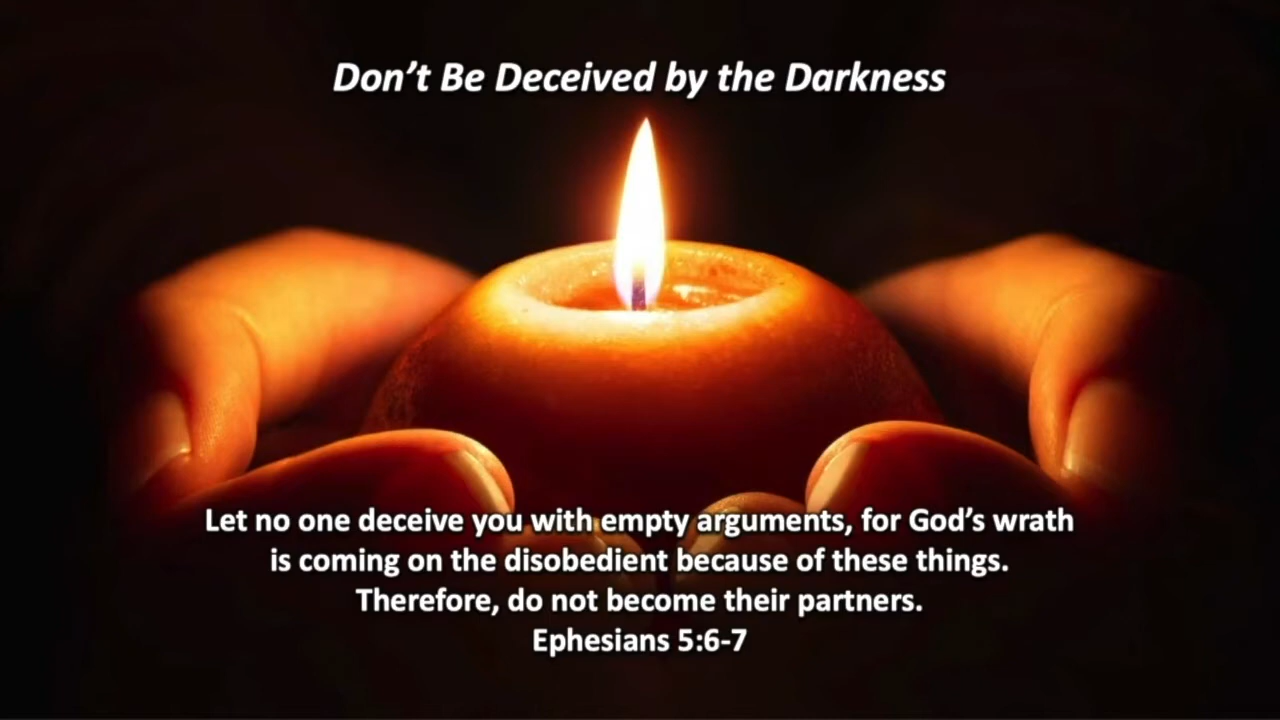 Don’t Be Deceived by the Darkness
Let no one deceive you with empty arguments, for God’s wrath
is coming on the disobedient because of these things.
Therefore, do not become their partners.
Ephesians 5:6-7